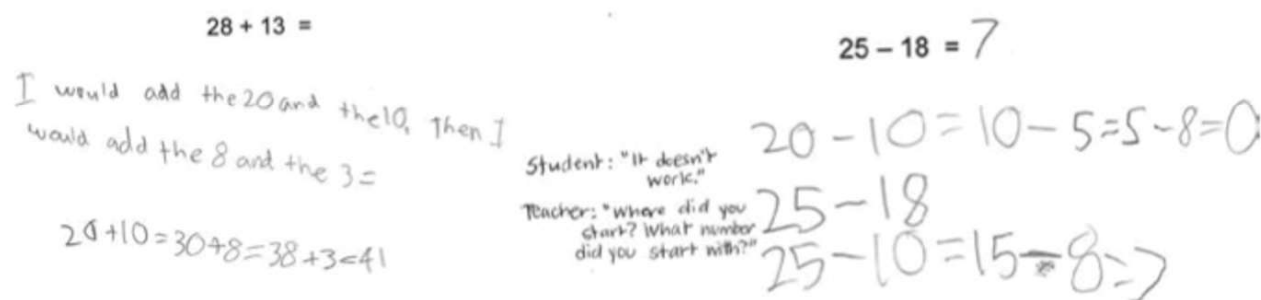 28 + 13 =
I would add the 20 and the 10, Then I
would add the 8 and the 3 =
20+10=30+8=38+3=41
25 – 18 = 7
20-10=10-5=5-8=0
Student: "It doesn't
work."
Teacher: "Where did you
start? What number
did you start with?"
25-18
25-10=15-8=7